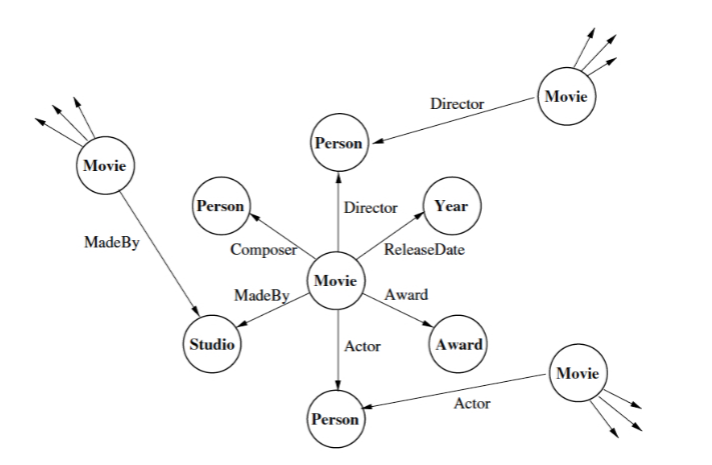 Movie
Director
Person
Movie
Person
Director
Year
MadeBy
Composer
ReleaseDate
Movie
MadeBy
Award
Studio
Actor
Award
Movie
Actor
Person